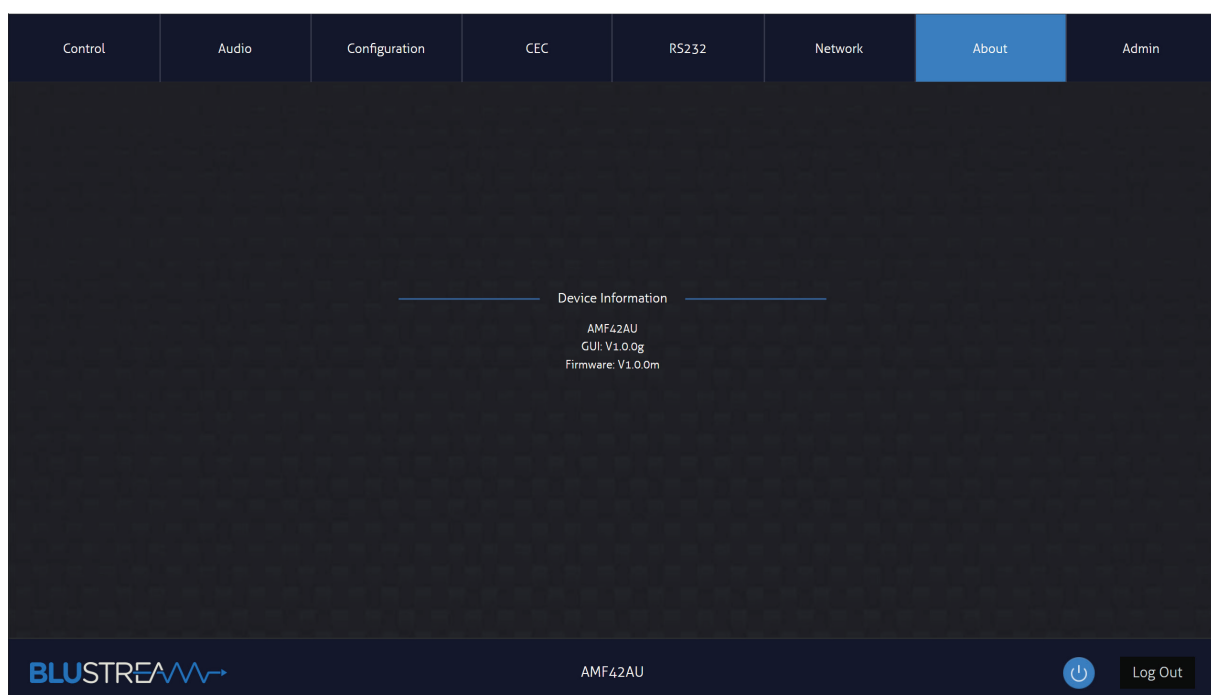 Control Audio Configuration CEC RS232 Network About Admin
Device Information
AMF42AU
GUI: V1.0.0g
Firmware: V1.0.0m
BLUSTREAM AMF42AU Log Out